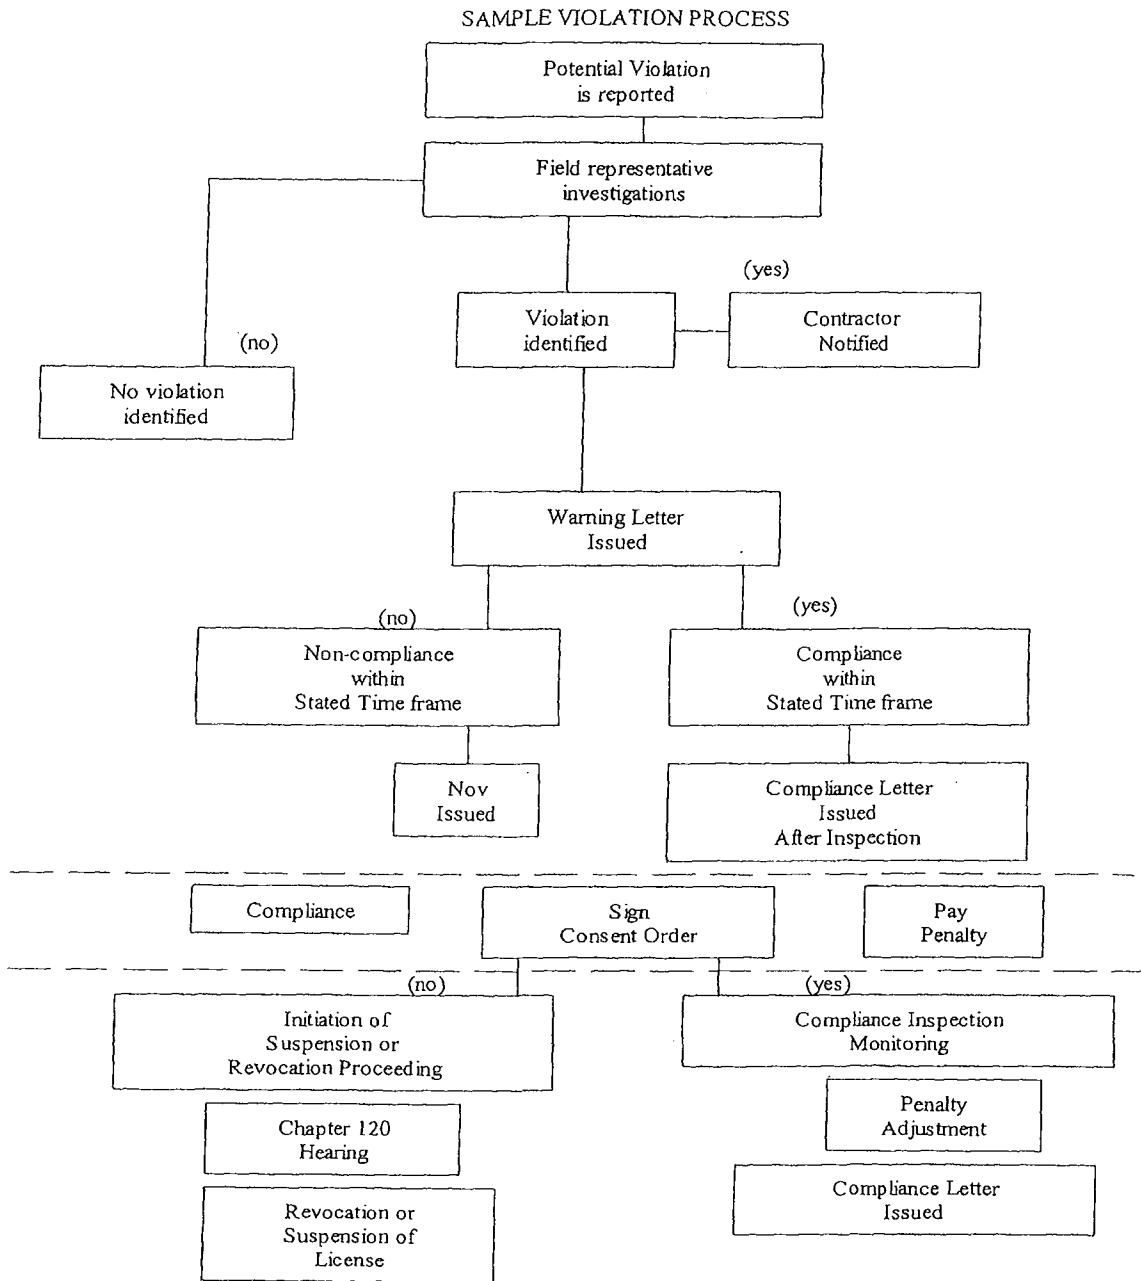 SAMPLE VIOLATION PROCESS
Potential Violation
is reported
Field representative
investigations
(yes)
Violation
identified
Contractor
Notified
(no)
No violation
identified
Warning Letter
Issued
(no)
(yes)
Non-compliance
within
Stated Time frame
Compliance
within
Stated Time frame
Nov
Issued
Compliance Letter
Issued
After Inspection
Compliance
Sign
Consent Order
Pay
Penalty
(no)
(yes)
Initiation of
Suspension or
Revocation Proceeding
Compliance Inspection
Monitoring
Chapter 120
Hearing
Penalty
Adjustment
Revocation or
Suspension of
License
Compliance Letter
Issued